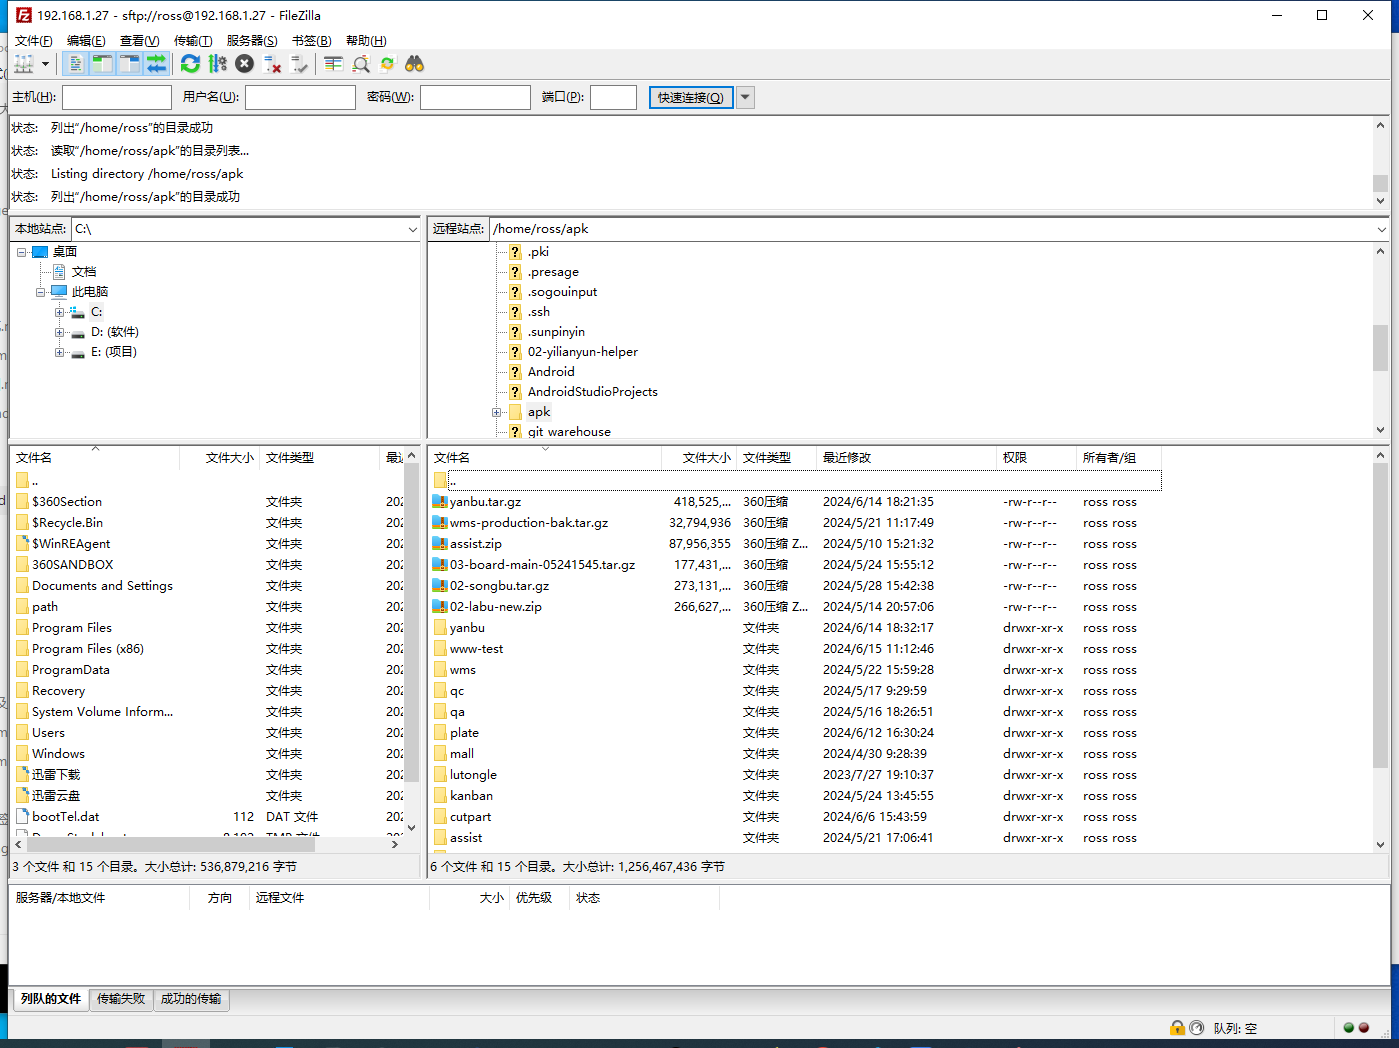 192.168.1.27 - sftp://ross@192.168.1.27 - FileZilla
文件(F) 编辑(E) 查看(V) 传输(T) 服务器(S) 书签(B) 帮助(H)
主机(H): 用户名(U): 密码(W): 端口(P): 快速连接(Q)
状态: 列出“/home/ross”的目录成功
状态: 读取“/home/ross/apk”的目录列表...
状态: Listing directory /home/ross/apk
状态: 列出“/home/ross/apk”的目录成功
本地站点: C:\
桌面
文档
此电脑
C:
D: (软件)
E: (项目)
远程站点: /home/ross/apk
.pki
.presage
.sogouinput
.ssh
.sunpinyin
02-yilianyun-helper
Android
AndroidStudioProjects
apk
git warehouse
文件名 文件大小 文件类型 最近
..
$360Section 文件夹 202
$Recycle.Bin 文件夹 202
$WinREAgent 文件夹 202
360SANDBOX 文件夹 202
Documents and Settings 文件夹 202
path 文件夹 202
Program Files 文件夹 202
Program Files (x86) 文件夹 202
ProgramData 文件夹 202
Recovery 文件夹 202
System Volume Inform... 文件夹 202
Users 文件夹 202
Windows 文件夹 202
迅雷下载 文件夹 202
迅雷云盘 文件夹 202
bootTel.dat 112 DAT 文件 202
3 个文件 和 15 个目录。大小总计: 536,879,216 字节
文件名 文件大小 文件类型 最近修改 权限 所有者/组
..
yanbu.tar.gz 418,525,... 360压缩 2024/6/14 18:21:35 -rw-r--r-- ross ross
wms-production-bak.tar.gz 32,794,936 360压缩 2024/5/21 11:17:49 -rw-r--r-- ross ross
assist.zip 87,956,355 360压缩 Z... 2024/5/10 15:21:32 -rw-r--r-- ross ross
03-board-main-05241545.tar.gz 177,431,... 360压缩 2024/5/24 15:55:12 -rw-r--r-- ross ross
02-songbu.tar.gz 273,131,... 360压缩 2024/5/28 15:42:38 -rw-r--r-- ross ross
02-labu-new.zip 266,627,... 360压缩 Z... 2024/5/14 20:57:06 -rw-r--r-- ross ross
yanbu 文件夹 2024/6/14 18:32:17 drwxr-xr-x ross ross
www-test 文件夹 2024/6/15 11:12:46 drwxr-xr-x ross ross
wms 文件夹 2024/5/22 15:59:28 drwxr-xr-x ross ross
qc 文件夹 2024/5/17 9:29:59 drwxr-xr-x ross ross
qa 文件夹 2024/5/16 18:26:51 drwxr-xr-x ross ross
plate 文件夹 2024/6/12 16:30:24 drwxr-xr-x ross ross
mall 文件夹 2024/4/30 9:28:39 drwxr-xr-x ross ross
lutongle 文件夹 2023/7/27 19:10:37 drwxr-xr-x ross ross
kanban 文件夹 2024/5/24 13:45:55 drwxr-xr-x ross ross
cutpart 文件夹 2024/6/6 15:43:59 drwxr-xr-x ross ross
assist 文件夹 2024/5/21 17:06:41 drwxr-xr-x ross ross
6 个文件 和 15 个目录。大小总计: 1,256,467,436 字节
服务器/本地文件 方向 远程文件 大小 优先级 状态
列队的文件 传输失败 成功的传输
队列: 空